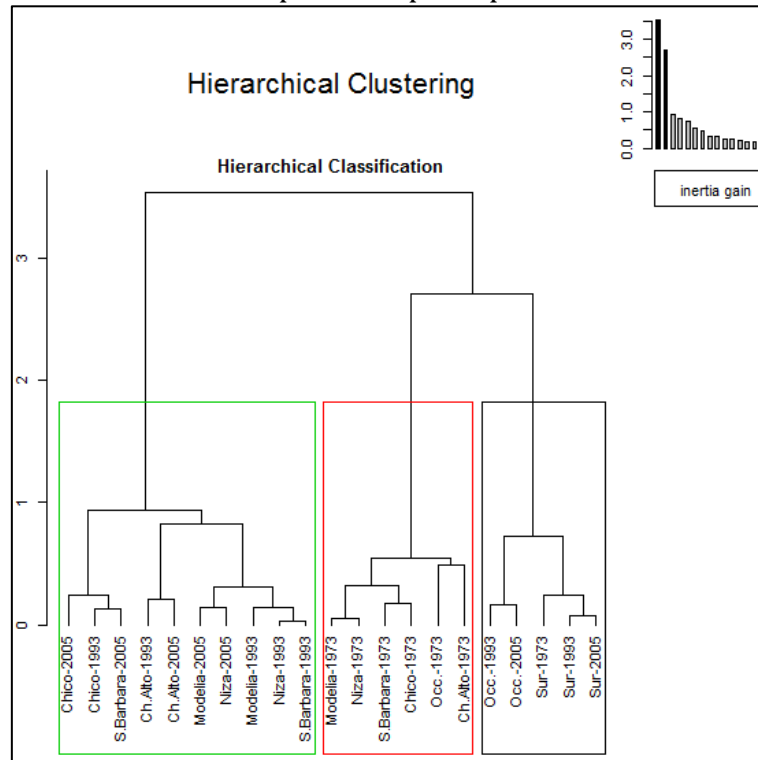 Hierarchical Clustering
0.0 1.0 2.0 3.0
inertia gain
Hierarchical Classification
3
2
1
0
Chico-2005
Chico-1993
S.Barbara-2005
Ch.Alto-1993
Ch.Alto-2005
Modelia-2005
Niza-2005
Modelia-1993
Niza-1993
S.Barbara-1993
Modelia-1973
Niza-1973
S.Barbara-1973
Chico-1973
Occ.-1973
Ch.Alto-1973
Occ.-1993
Occ.-2005
Sur-1973
Sur-1993
Sur-2005